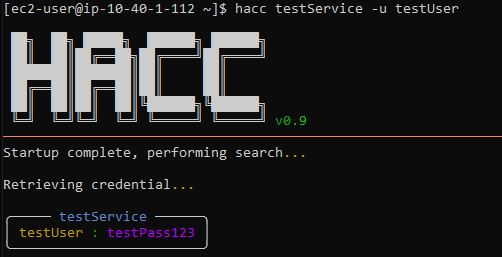 [ec2-user@ip-10-40-1-112 ~]$ hacc testService -u testUser
HACC
v0.9
Startup complete, performing search...
Retrieving credential...
testService
testUser : testPass123